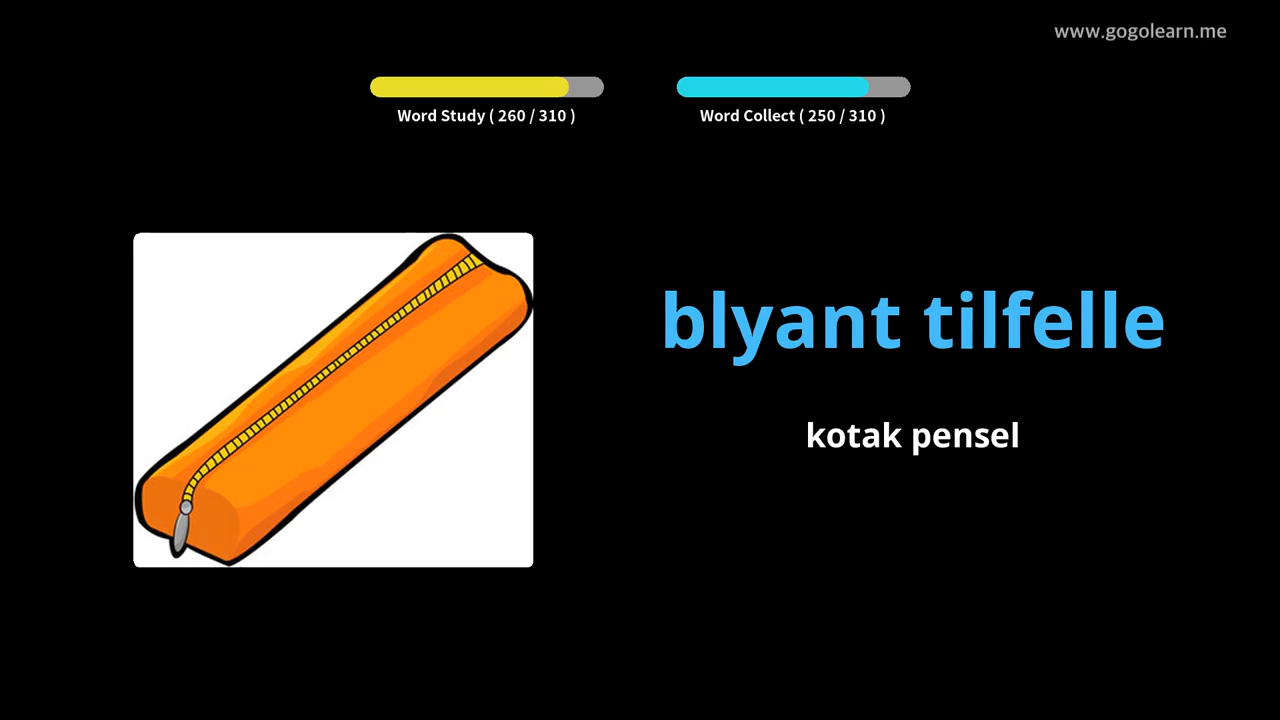 www.gogolearn.me
Word Study ( 260 / 310 )
Word Collect ( 250 / 310 )
blyant tilfelle
kotak pensel